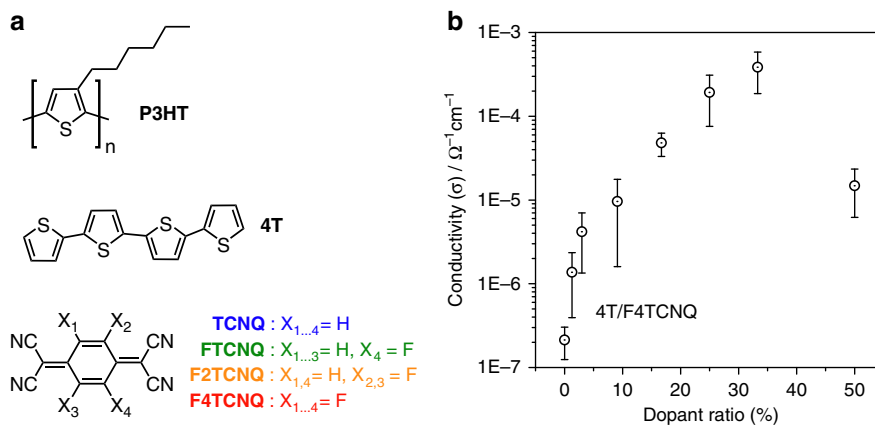 a
P3HT
n
S
4T
S
S
S
S
X1
X2
CN
CN
NC
NC
X3
X4
TCNQ : X1...4= H
FTCNQ : X1...3= H, X4 = F
F2TCNQ : X1,4= H, X2,3 = F
F4TCNQ : X1...4= F
b
Conductivity (σ) / Ω−1cm−1
1E−3
1E−4
1E−5
1E−6
1E−7
4T/F4TCNQ
0
10
20
30
40
50
Dopant ratio (%)